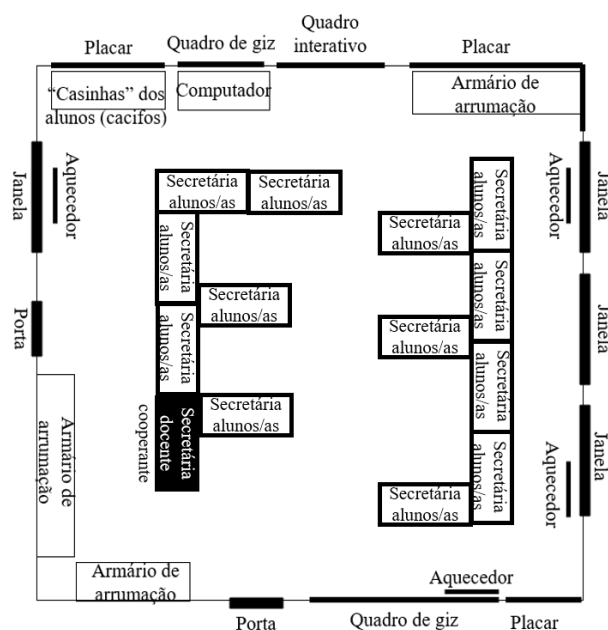 Placar
Quadro de giz
Quadro
interativo
Placar
“Casinhas” dos
alunos (cacifos)
Computador
Armário de
arrumação
Janela
Aquecedor
Secretária
alunos/as
Secretária
alunos/as
Secretária
alunos/as
Secretária
alunos/as
Aquecedor
Janela
Secretária
alunos/as
Secretária
alunos/as
Secretária
alunos/as
Porta
Secretária
alunos/as
Secretária
alunos/as
Secretária
alunos/as
Janela
Secretária
alunos/as
Armário de
arrumação
Secretária
docente
cooperante
Secretária
alunos/as
Secretária
alunos/as
Secretária
alunos/as
Aquecedor
Janela
Armário de
arrumação
Aquecedor
Porta
Quadro de giz
Placar